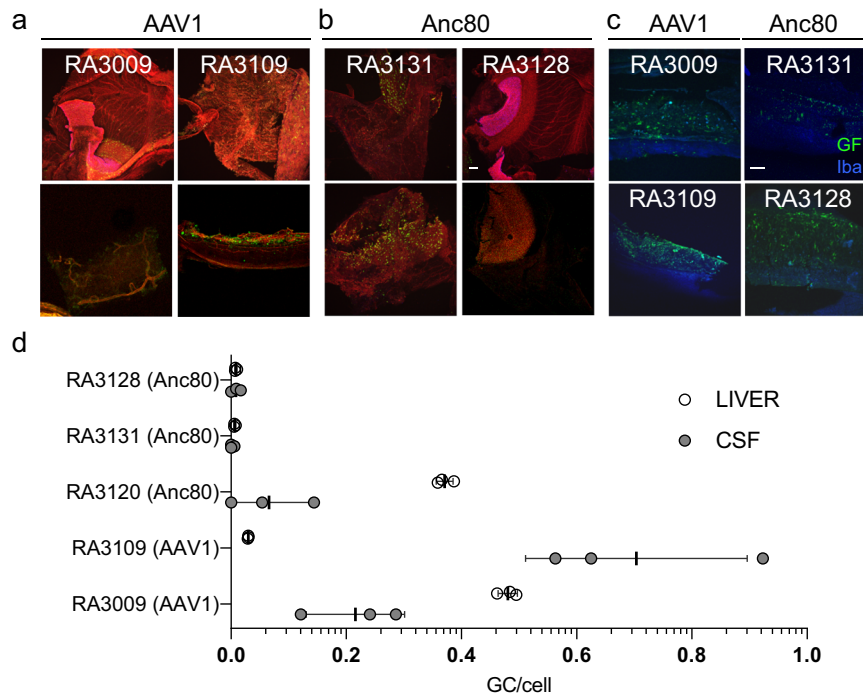 a
AAV1
RA3009
RA3109
b
Anc80
RA3131
RA3128
c
AAV1
Anc80
RA3009
RA3131
GF
Iba
RA3109
RA3128
d
RA3128 (Anc80)
RA3131 (Anc80)
RA3120 (Anc80)
RA3109 (AAV1)
RA3009 (AAV1)
LIVER
CSF
0.0 0.2 0.4 0.6 0.8 1.0
GC/cell